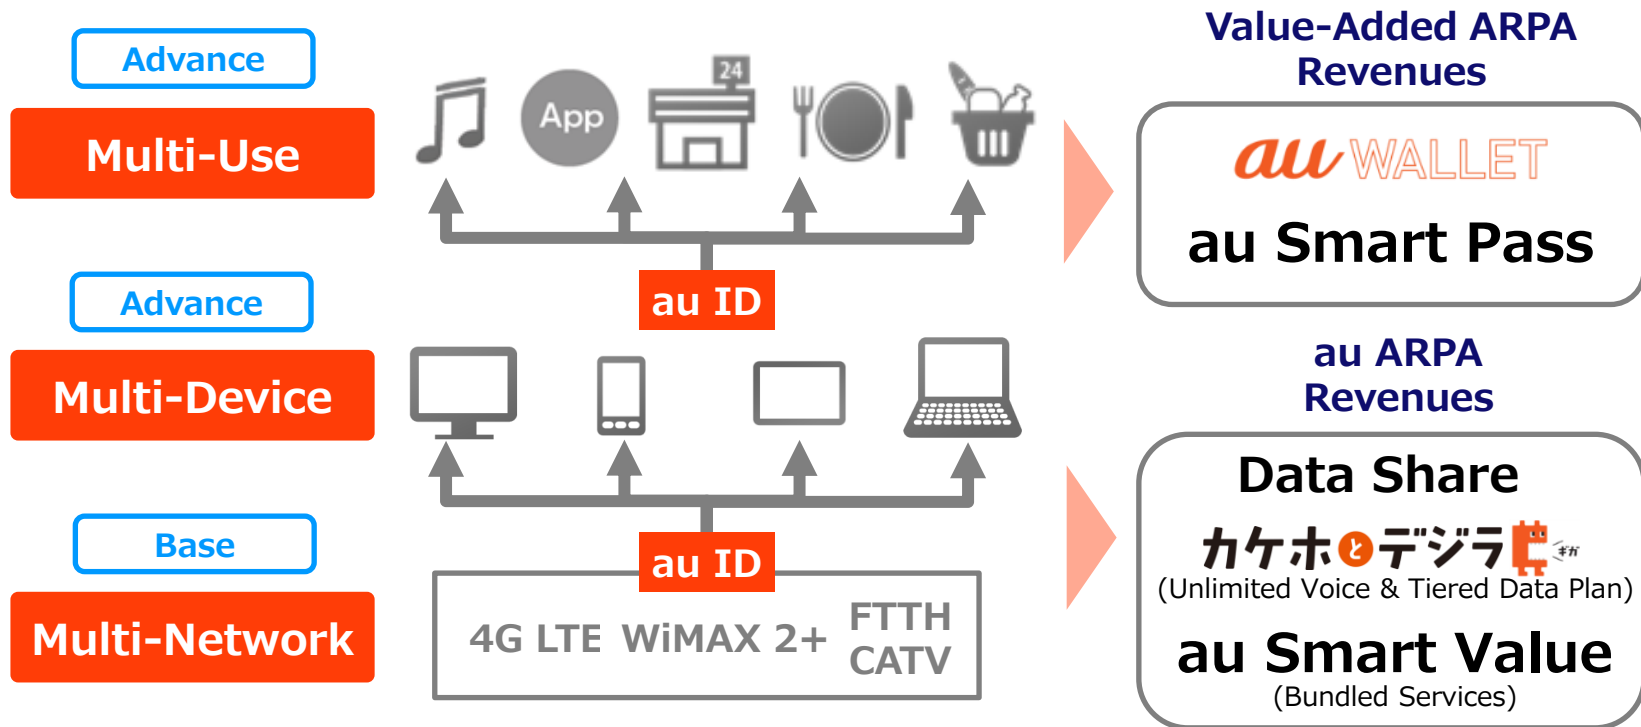 Advance
Multi-Use
App
24
au ID
Value-Added ARPA
Revenues
au WALLET
au Smart Pass
Advance
Multi-Device
au ID
au ARPA
Revenues
Base
Multi-Network
4G LTE WiMAX 2+ FTTH
CATV
Data Share
カケホとデジラ ギガ
(Unlimited Voice & Tiered Data Plan)
au Smart Value
(Bundled Services)